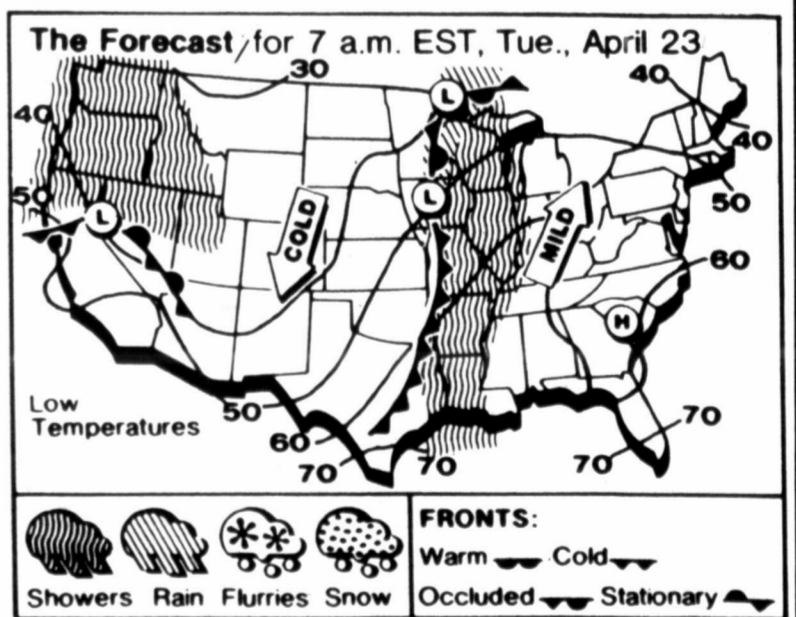 The Forecast / for 7 a.m. EST, Tue., April 23
30
40
40
40
50
50
L
L
L
COLD
MILD
60
H
Low
Temperatures
50
60
70
70
70
70
Showers Rain Flurries Snow
FRONTS:
Warm Cold
Occluded Stationary